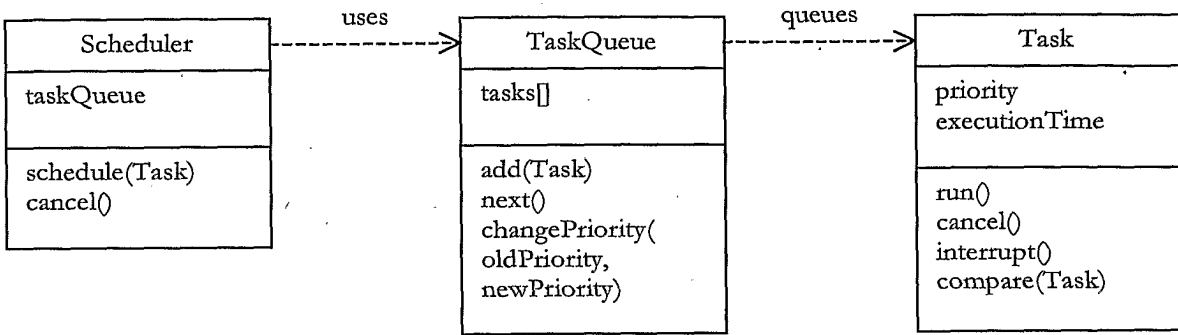 uses
queues
Scheduler
taskQueue
schedule(Task)
cancel()
TaskQueue
tasks[]
add(Task)
next()
changePriority(
oldPriority,
newPriority)
Task
priority
executionTime
run()
cancel()
interrupt()
compare(Task)